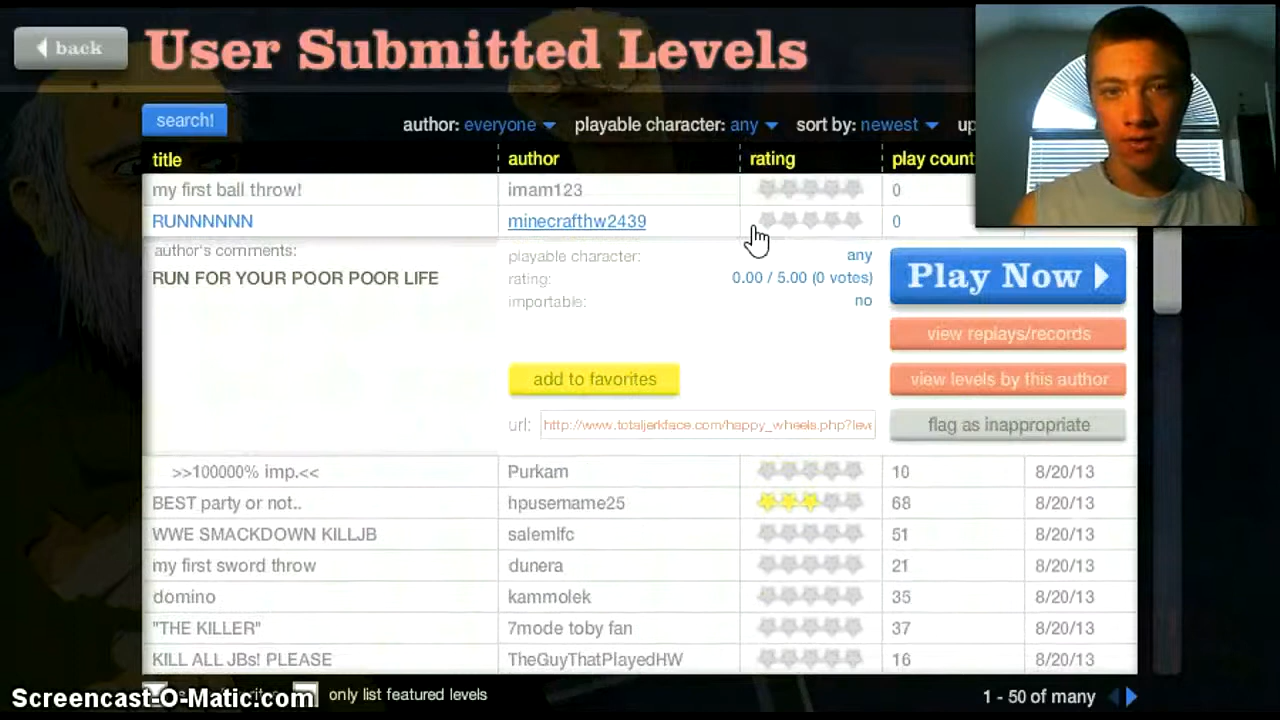 back
User Submitted Levels
search!
author: everyone playable character: any sort by: newest up
title author rating play count
my first ball throw! imam123 0
RUNNNNNN minecrafthw2439 0
author's comments:
RUN FOR YOUR POOR POOR LIFE
playable character: any
rating: 0.00 / 5.00 (0 votes)
importable: no
Play Now
view replays/records
add to favorites
view levels by this author
url: http://www.totaljerkface.com/happy_wheels.php?leve
flag as inappropriate
>>100000% imp.<< Purkam 10 8/20/13
BEST party or not.. hpusername25 68 8/20/13
WWE SMACKDOWN KILLJB salemlfc 51 8/20/13
my first sword throw dunera 21 8/20/13
domino kammolek 35 8/20/13
"THE KILLER" 7mode toby fan 37 8/20/13
KILL ALL JBs! PLEASE TheGuyThatPlayedHW 16 8/20/13
Screencast-O-Matic.com only list featured levels 1 - 50 of many